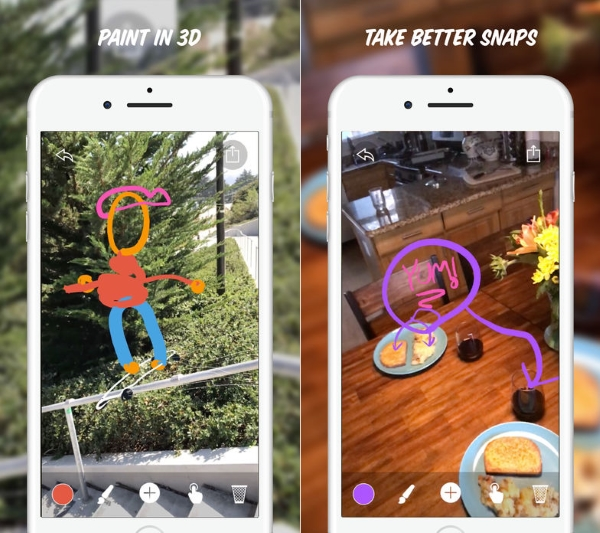 PAINT IN 3D
TAKE BETTER SNAPS
YUM!